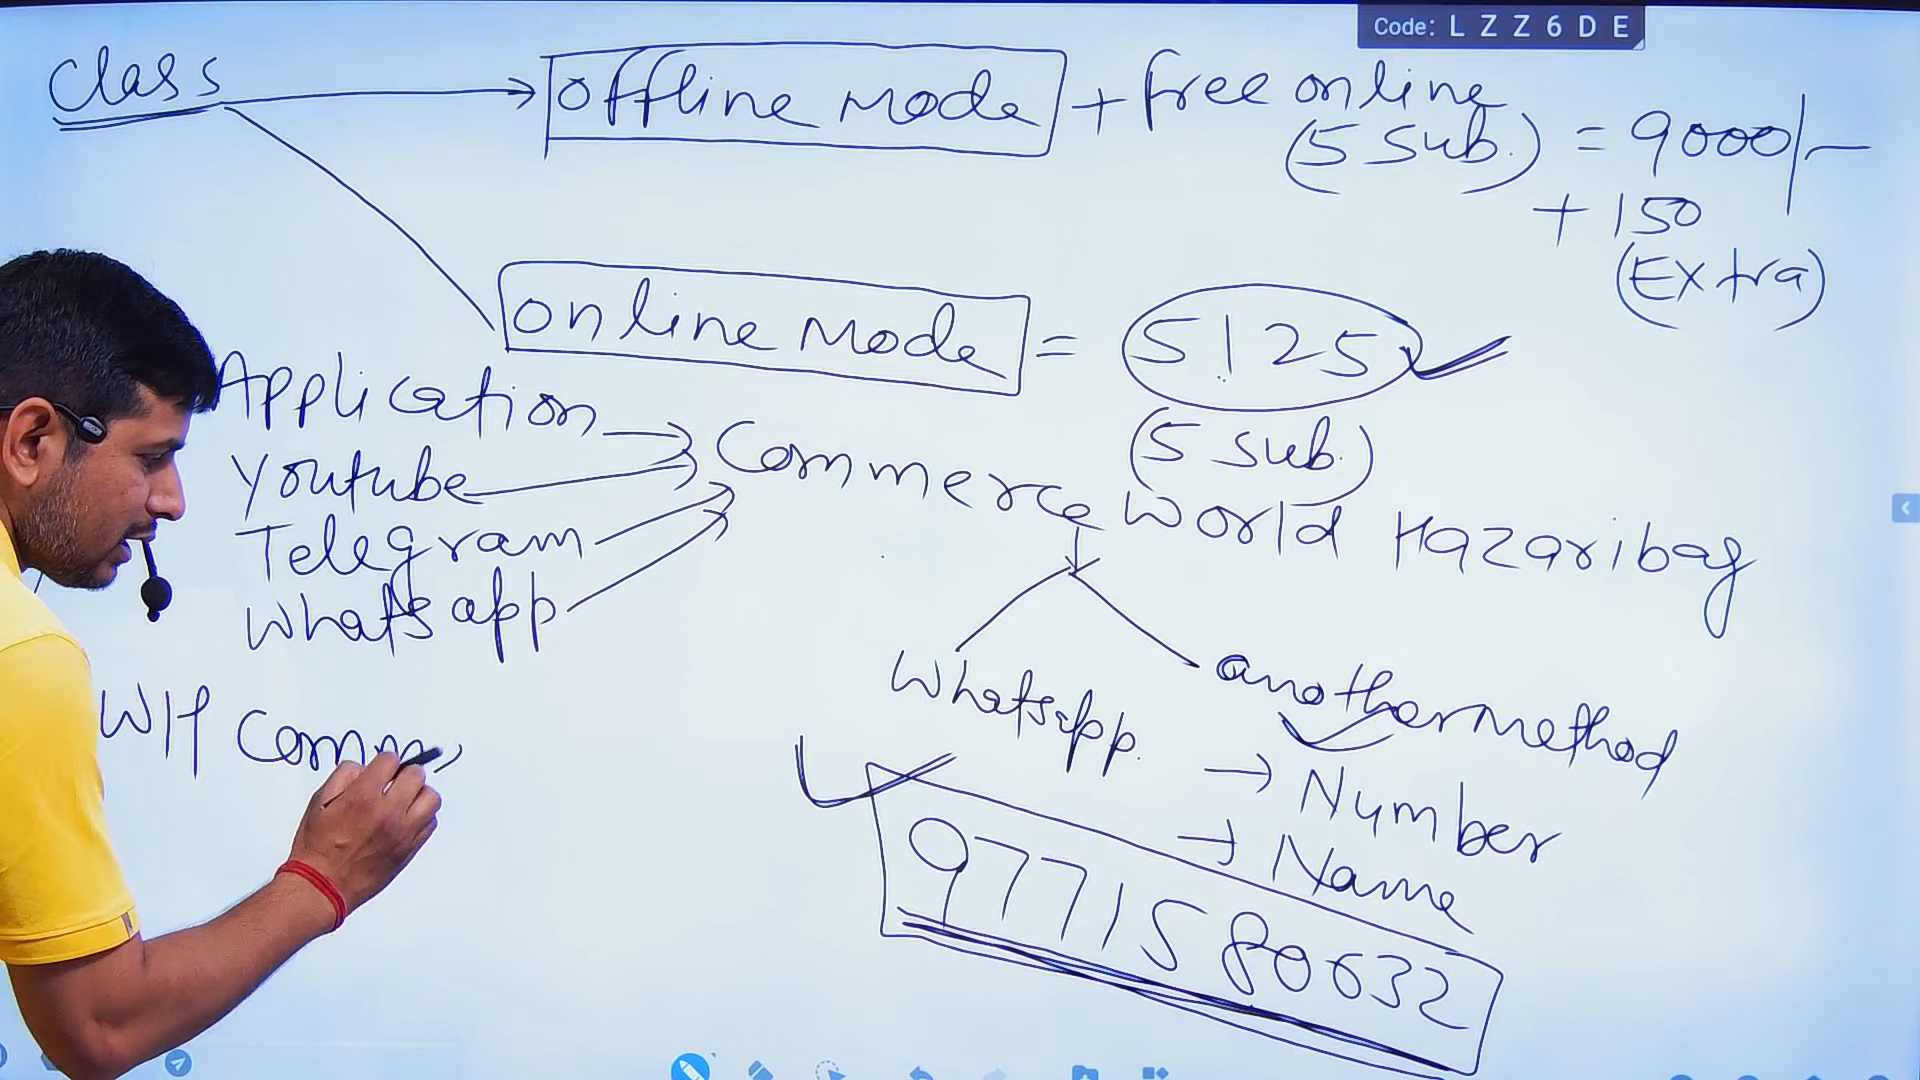 Code: LZZ6DE
Class → offline Mode + free online
(5 Sub.) = 9000/-
+ 150
(Extra)
online Mode = 5125
(5 Sub.)
Application
Youtube
Telegram
Whatsapp
Commerce World Hazaribag
Whatsapp.
another method
→ Number
→ Name
9771580632
Comm